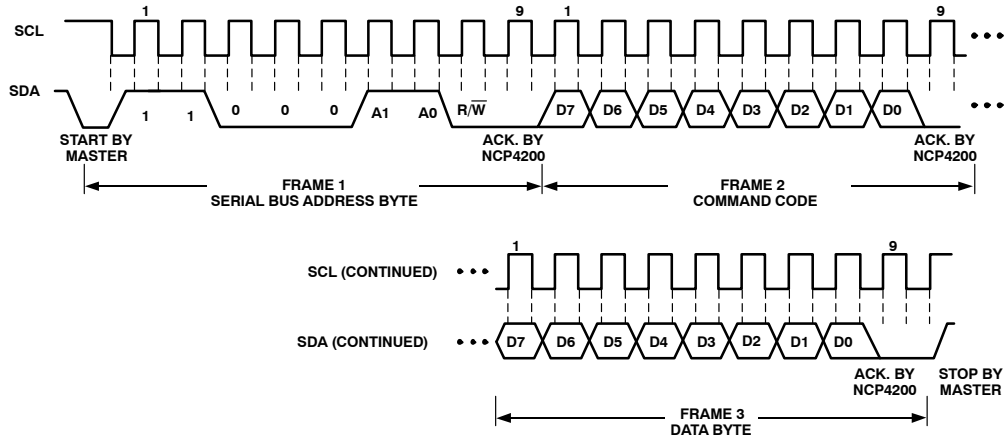 1 9 1 9
SCL
SDA
1 1 0 0 0 A1 A0 R/W̅ D7 D6 D5 D4 D3 D2 D1 D0
START BY
MASTER
ACK. BY
NCP4200
ACK. BY
NCP4200
FRAME 1
SERIAL BUS ADDRESS BYTE
FRAME 2
COMMAND CODE
1 9
SCL (CONTINUED)
SDA (CONTINUED)
D7 D6 D5 D4 D3 D2 D1 D0
ACK. BY
NCP4200
STOP BY
MASTER
FRAME 3
DATA BYTE